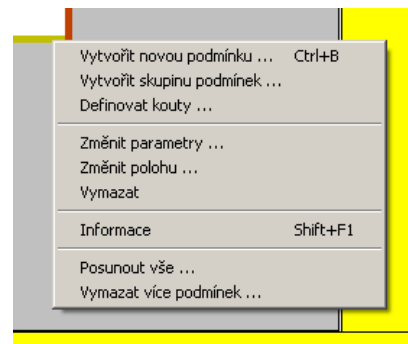 Vytvořit novou podmínku ... Ctrl+B
Vytvořit skupinu podmínek ...
Definovat kouty ...
Změnit parametry ...
Změnit polohu ...
Vymazat
Informace Shift+F1
Posunout vše ...
Vymazat více podmínek ...